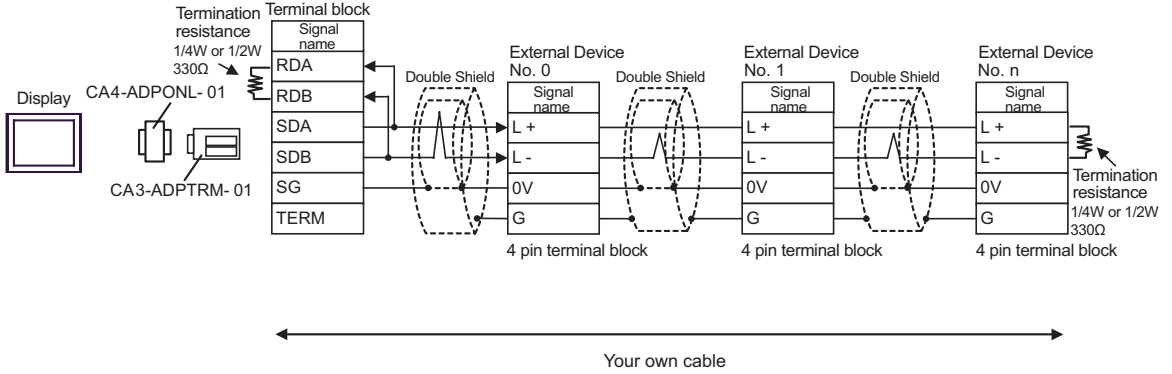 Termination
resistance
1/4W or 1/2W
330Ω
Terminal block
Signal
name
RDA
RDB
SDA
SDB
SG
TERM
Display
CA4-ADPONL- 01
CA3-ADPTRM- 01
Double Shield
External Device
No. 0
Signal
name
L +
L -
0V
G
4 pin terminal block
Double Shield
External Device
No. 1
Signal
name
L +
L -
0V
G
4 pin terminal block
Double Shield
External Device
No. n
Signal
name
L +
L -
0V
G
4 pin terminal block
Termination
resistance
1/4W or 1/2W
330Ω
Your own cable